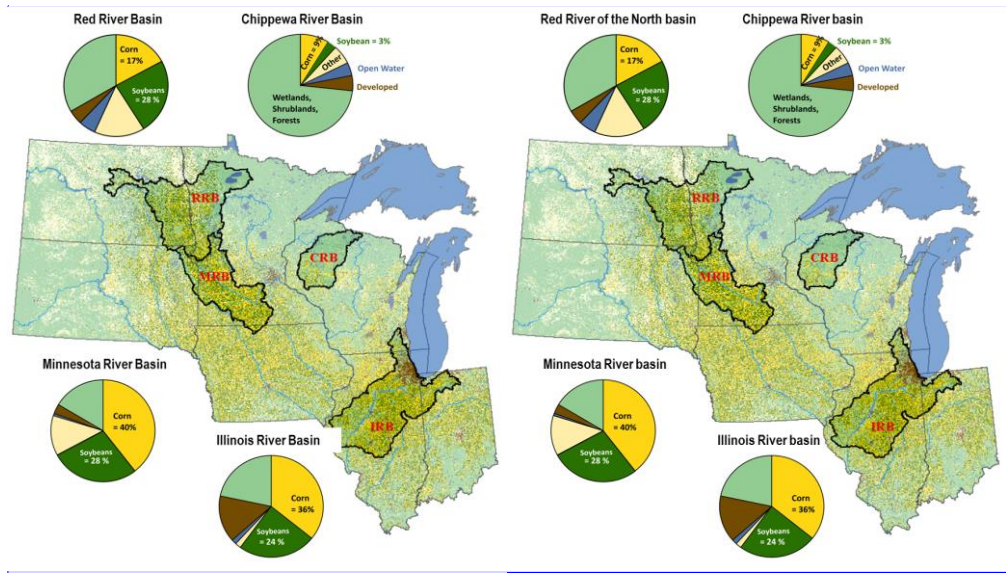 Red River Basin
Corn
= 17%
Soybeans
= 28 %
Chippewa River Basin
Corn = 9%
Soybean = 3%
Other
Open Water
Developed
Wetlands,
Shrublands,
Forests
RRB
CRB
MRB
IRB
Minnesota River Basin
Corn
= 40%
Soybeans
= 28 %
Illinois River Basin
Corn
= 36%
Soybeans
= 24 %
Red River of the North basin
Corn
= 17%
Soybeans
= 28 %
Chippewa River basin
Corn = 9%
Soybean = 3%
Other
Open Water
Developed
Wetlands,
Shrublands,
Forests
RRB
CRB
MRB
IRB
Minnesota River basin
Corn
= 40%
Soybeans
= 28 %
Illinois River basin
Corn
= 36%
Soybeans
= 24 %